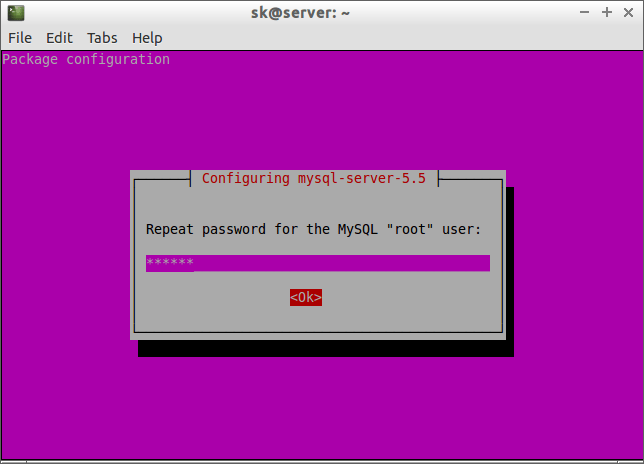 sk@server: ~
File Edit Tabs Help
Package configuration
Configuring mysql-server-5.5
Repeat password for the MySQL "root" user:
******
<Ok>